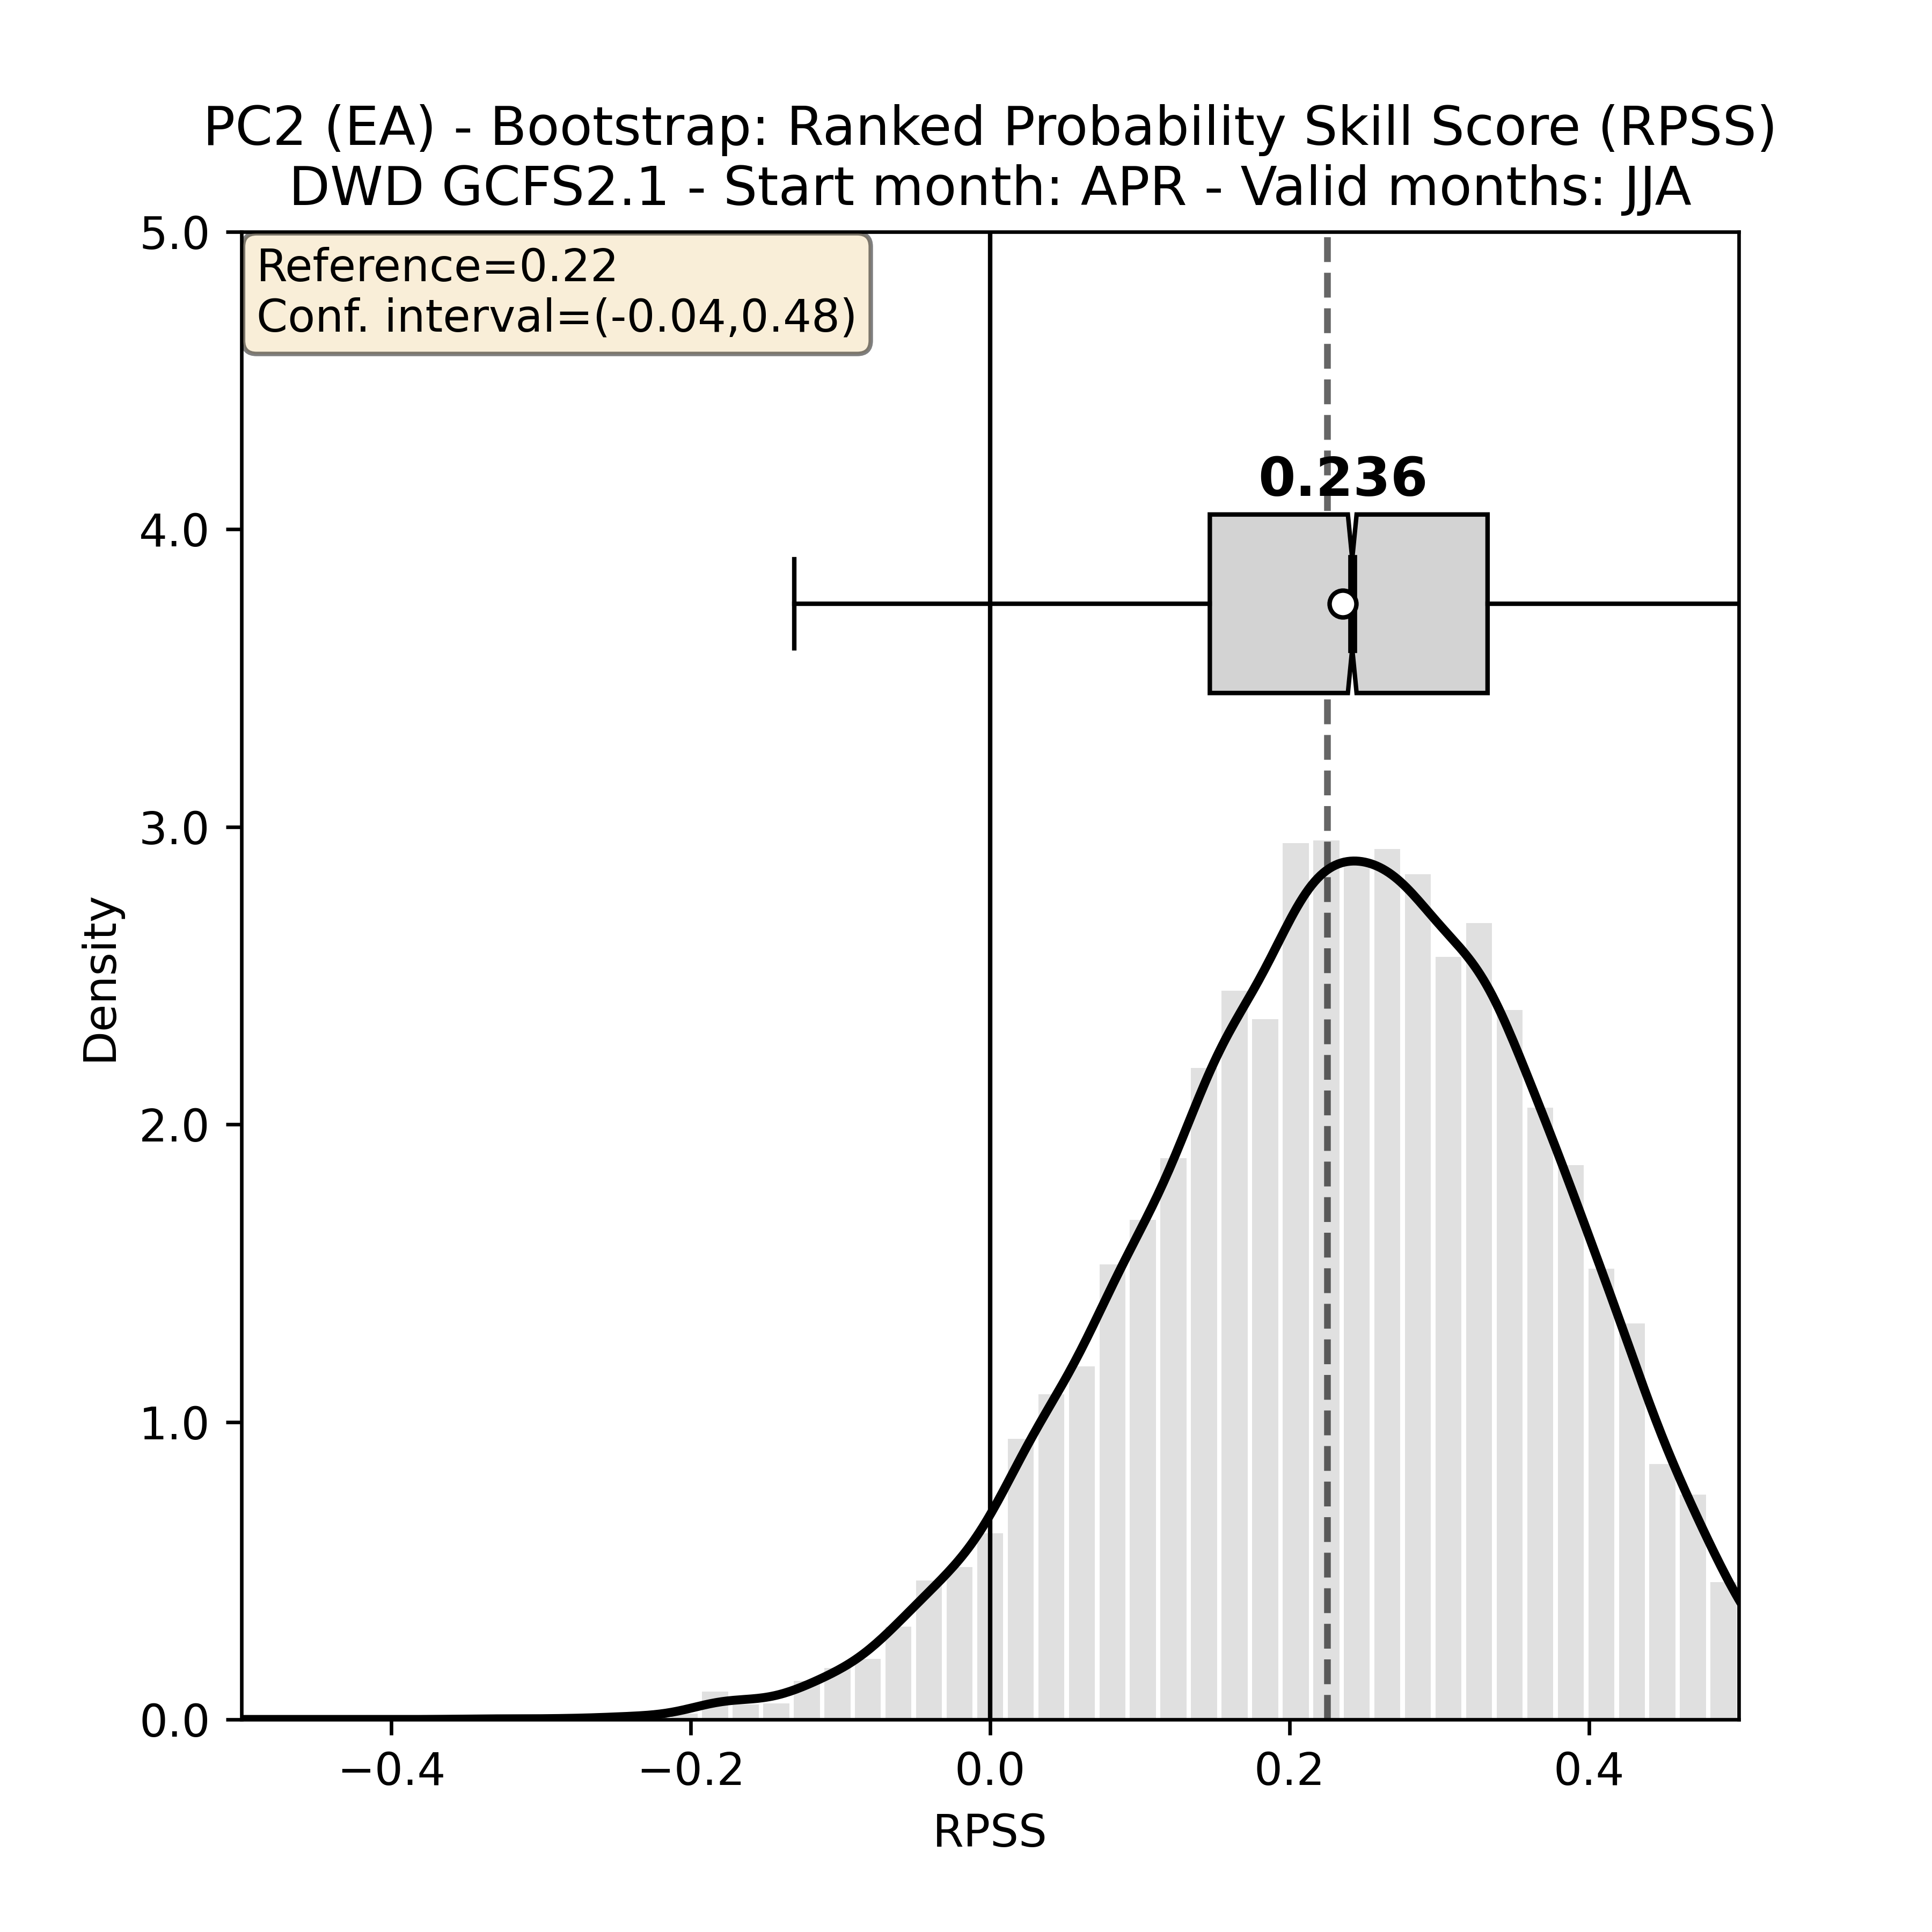 PC2 (EA) - Bootstrap: Ranked Probability Skill Score (RPSS)
DWD GCFS2.1 - Start month: APR - Valid months: JJA
Reference=0.22
Conf. interval=(-0.04,0.48)
0.236
5.0
4.0
3.0
2.0
1.0
0.0
Density
−0.4
−0.2
0.0
0.2
0.4
RPSS